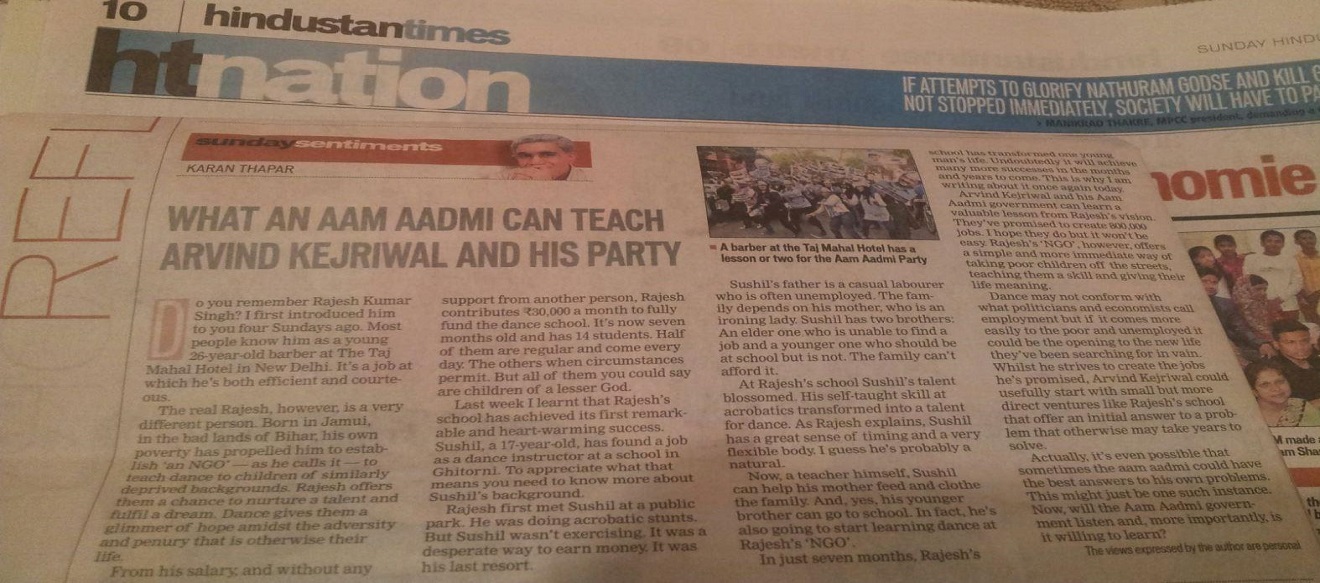 10
hindustantimes
SUNDAY
htnation
IF ATTEMPTS TO GLORIFY NATHURAM GODSE AND KILL
NOT STOPPED IMMEDIATELY, SOCIETY WILL HAVE TO
MANIKRAO THAKRE, MPCC president, demanding
REFL
sundaysentiments
KARAN THAPAR
WHAT AN AAM AADMI CAN TEACH
ARVIND KEJRIWAL AND HIS PARTY
Do you remember Rajesh Kumar
Singh? I first introduced him
to you four Sundays ago. Most
people know him as a young
26-year-old barber at The Taj
Mahal Hotel in New Delhi. It's a job at
which he's both efficient and courte-
ous.
The real Rajesh, however, is a very
different person. Born in Jamui,
in the bad lands of Bihar, his own
poverty has propelled him to estab-
lish 'an NGO' — as he calls it — to
teach dance to children of similarly
deprived backgrounds. Rajesh offers
them a chance to nurture a talent and
fulfil a dream. Dance gives them a
glimmer of hope amidst the adversity
and penury that is otherwise their
life.
From his salary, and without any
support from another person, Rajesh
contributes ₹30,000 a month to fully
fund the dance school. It's now seven
months old and has 14 students. Half
of them are regular and come every
day. The others when circumstances
permit. But all of them you could say
are children of a lesser God.
Last week I learnt that Rajesh's
school has achieved its first remark-
able and heart-warming success.
Sushil, a 17-year-old, has found a job
as a dance instructor at a school in
Ghitorni. To appreciate what that
means you need to know more about
Sushil's background.
Rajesh first met Sushil at a public
park. He was doing acrobatic stunts.
But Sushil wasn't exercising. It was a
desperate way to earn money. It was
his last resort.
A barber at the Taj Mahal Hotel has a
lesson or two for the Aam Aadmi Party
Sushil's father is a casual labourer
who is often unemployed. The fam-
ily depends on his mother, who is an
ironing lady. Sushil has two brothers:
An elder one who is unable to find a
job and a younger one who should be
at school but is not. The family can't
afford it.
At Rajesh's school Sushil's talent
blossomed. His self-taught skill at
acrobatics transformed into a talent
for dance. As Rajesh explains, Sushil
has a great sense of timing and a very
flexible body. I guess he's probably a
natural.
Now, a teacher himself, Sushil
can help his mother feed and clothe
the family. And, yes, his younger
brother can go to school. In fact, he's
also going to start learning dance at
Rajesh's 'NGO'.
In just seven months, Rajesh's
school has transformed one young
man's life. Undoubtedly it will achieve
many more successes in the months
and years to come. This is why I am
writing about it once again today.
Arvind Kejriwal and his Aam
Aadmi government can learn a
valuable lesson from Rajesh's vision.
They've promised to create 800,000
jobs. I hope they do but it won't be
easy. Rajesh's 'NGO', however, offers
a simple and more immediate way of
taking poor children off the streets,
teaching them a skill and giving their
life meaning.
Dance may not conform with
what politicians and economists call
employment but if it comes more
easily to the poor and unemployed it
could be the opening to the new life
they've been searching for in vain.
Whilst he strives to create the jobs
he's promised, Arvind Kejriwal could
usefully start with small but more
direct ventures like Rajesh's school
that offer an initial answer to a prob-
lem that otherwise may take years to
solve.
Actually, it's even possible that
sometimes the aam aadmi could have
the best answers to his own problems.
This might just be one such instance.
Now, will the Aam Aadmi govern-
ment listen and, more importantly, is
it willing to learn?
The views expressed by the author are personal
nomie
made